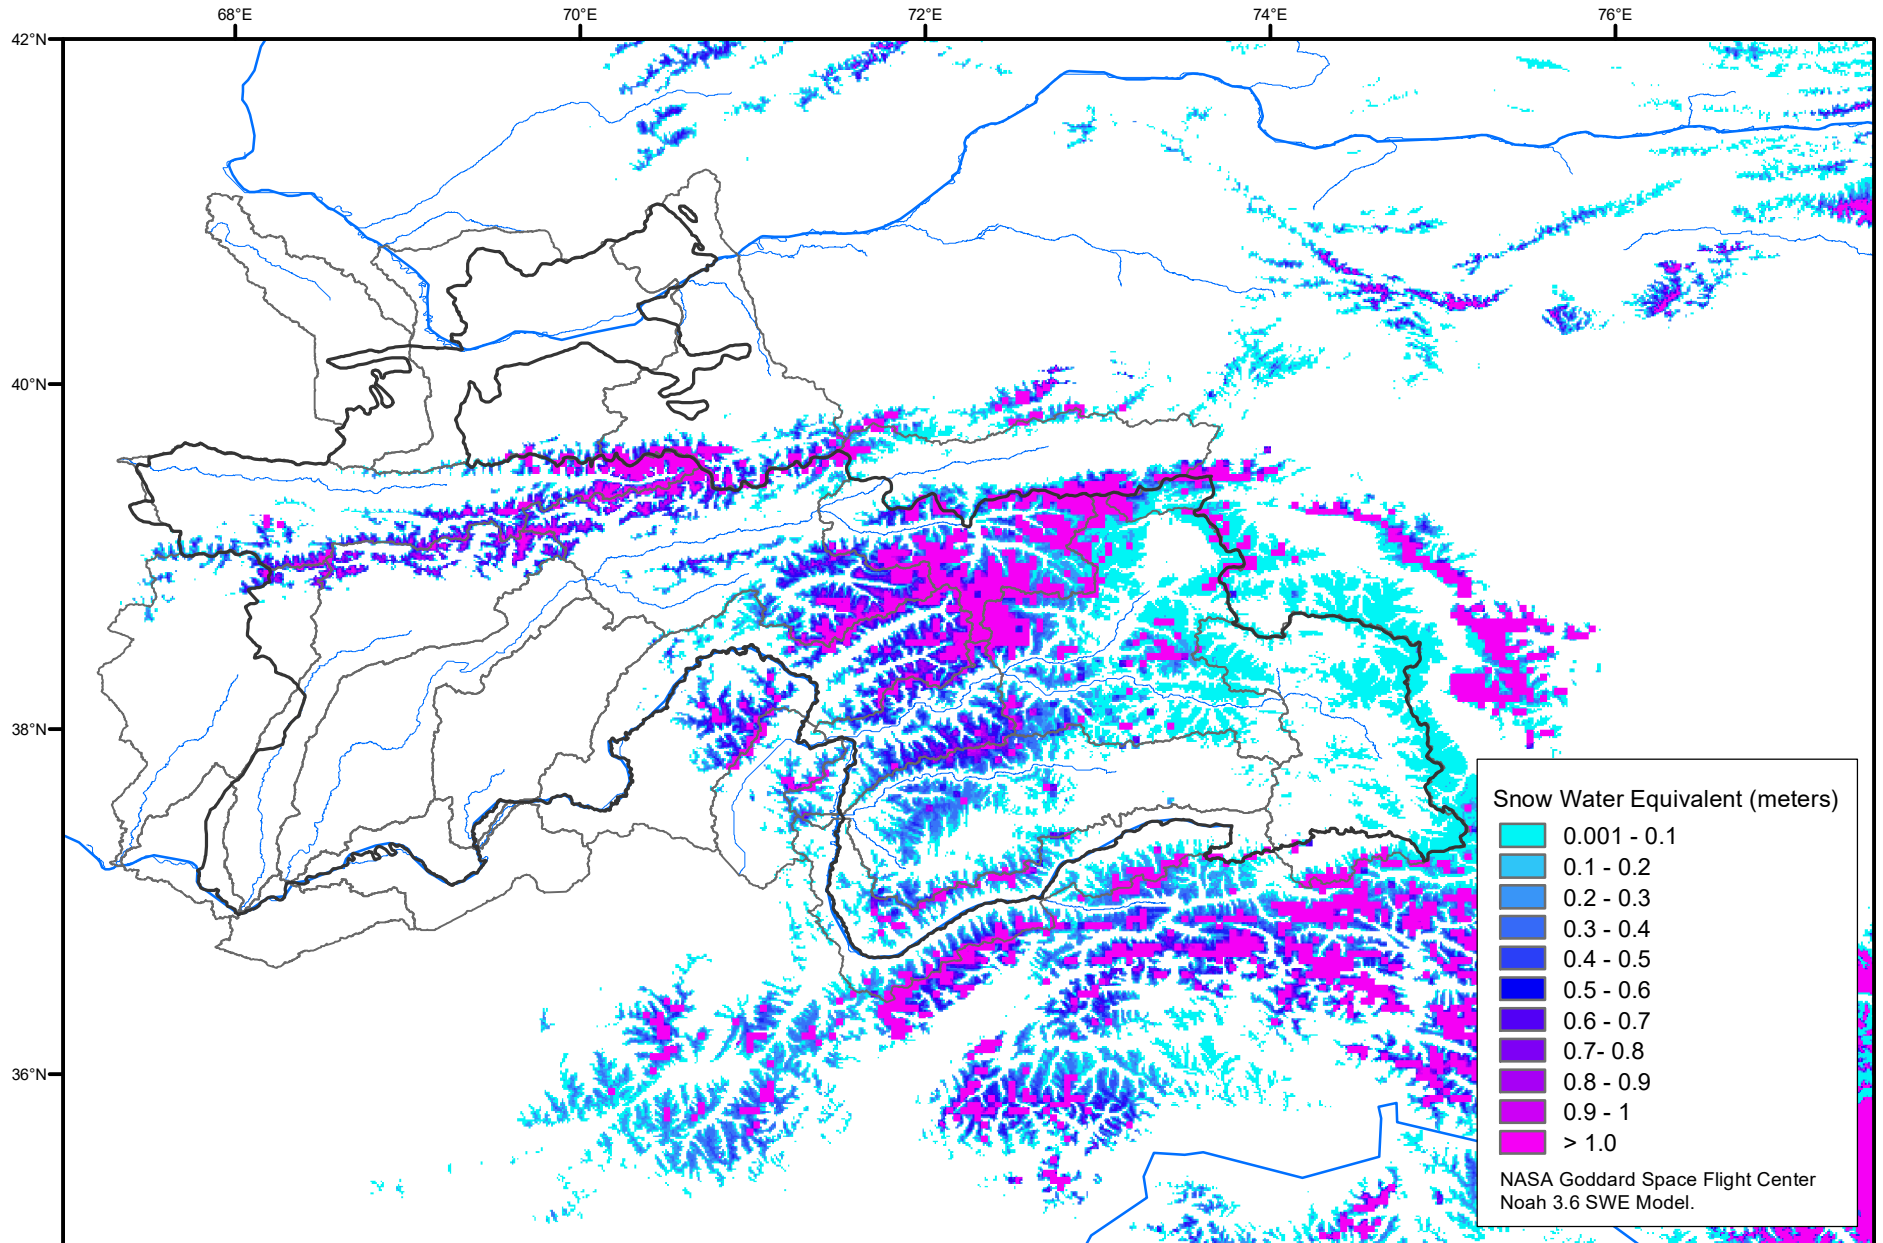 68°E
70°E
72°E
74°E
76°E
42°N
40°N
38°N
36°N
Snow Water Equivalent (meters)
0.001 - 0.1
0.1 - 0.2
0.2 - 0.3
0.3 - 0.4
0.4 - 0.5
0.5 - 0.6
0.6 - 0.7
0.7- 0.8
0.8 - 0.9
0.9 - 1
> 1.0
NASA Goddard Space Flight Center
Noah 3.6 SWE Model.